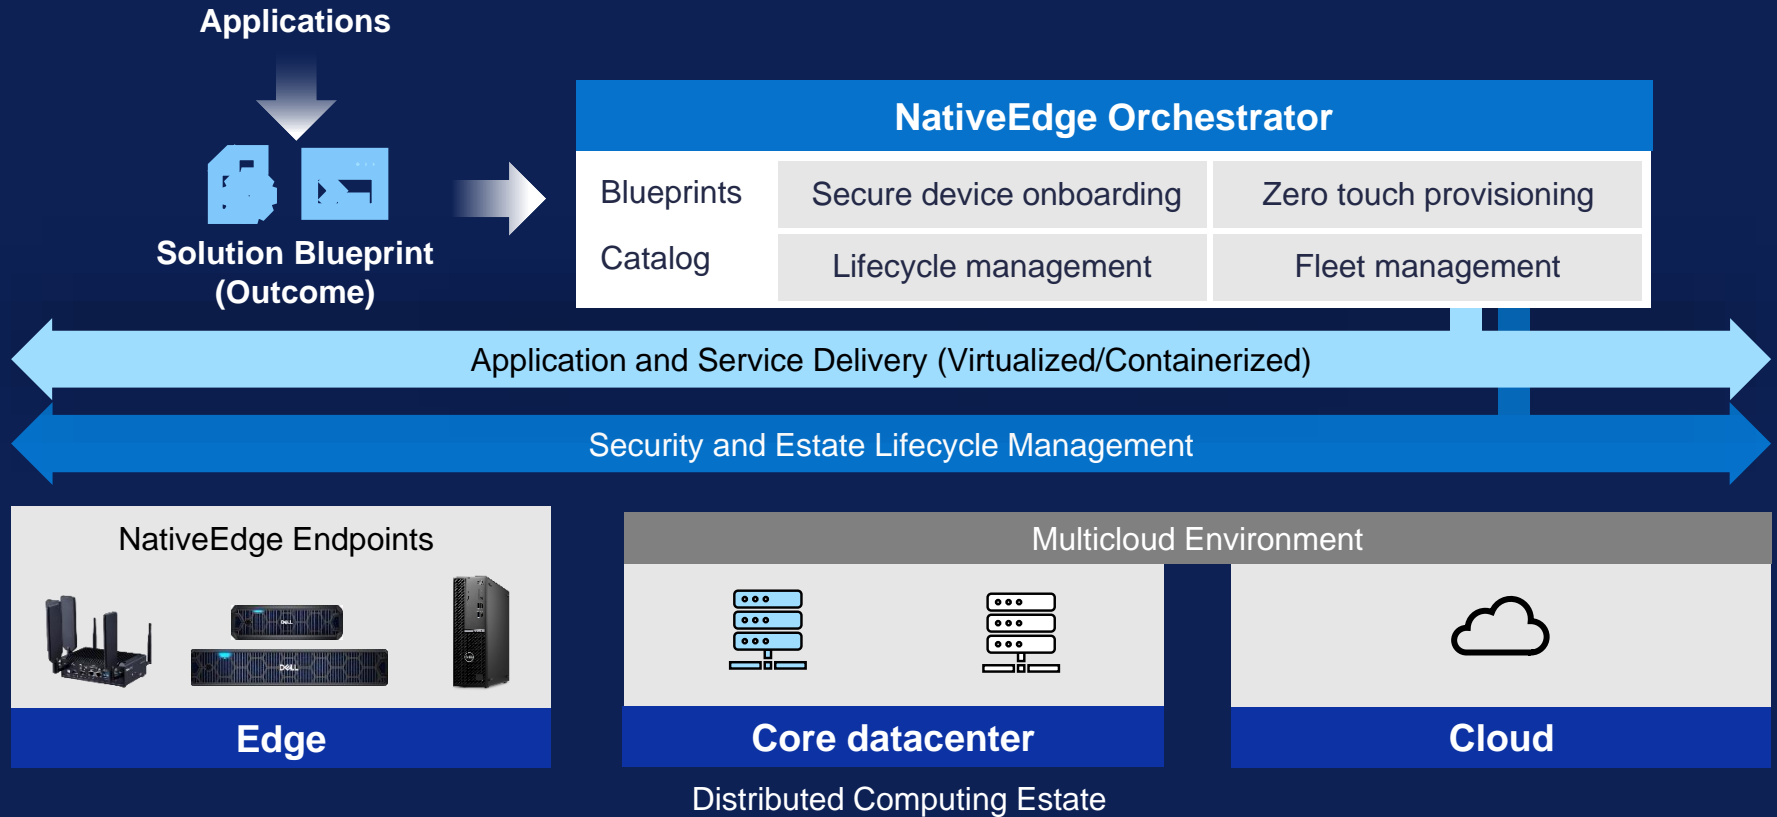 Applications
Solution Blueprint
(Outcome)
NativeEdge Orchestrator
Blueprints
Secure device onboarding
Zero touch provisioning
Catalog
Lifecycle management
Fleet management
Application and Service Delivery (Virtualized/Containerized)
Security and Estate Lifecycle Management
NativeEdge Endpoints
DELL
DELL
Multicloud Environment
Edge
Core datacenter
Cloud
Distributed Computing Estate